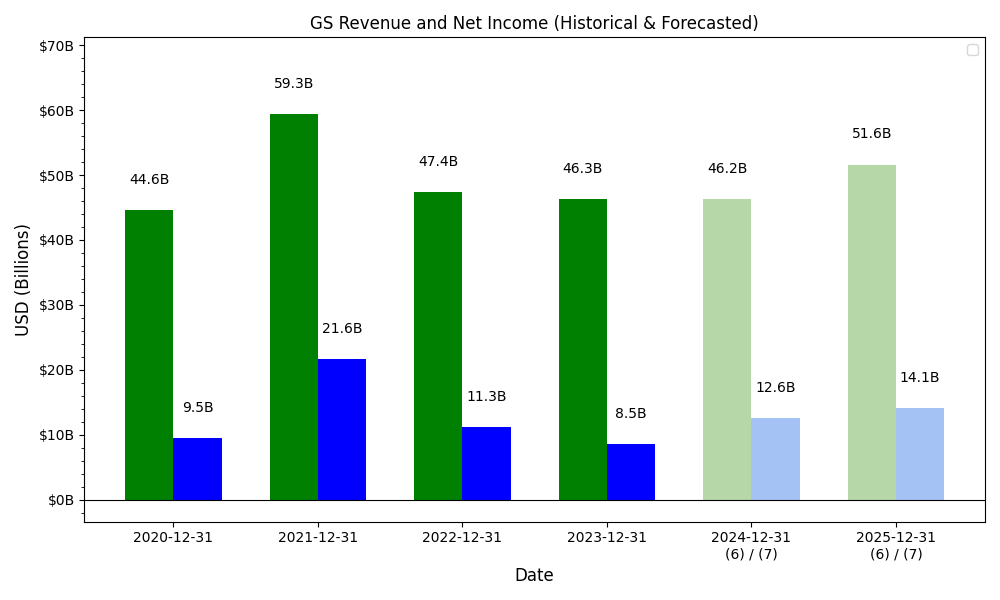 GS Revenue and Net Income (Historical & Forecasted)
$70B
$60B
$50B
$40B
$30B
$20B
$10B
$0B
USD (Billions)
44.6B
9.5B
59.3B
21.6B
47.4B
11.3B
46.3B
8.5B
46.2B
12.6B
51.6B
14.1B
2020-12-31
2021-12-31
2022-12-31
2023-12-31
2024-12-31
(6) / (7)
2025-12-31
(6) / (7)
Date